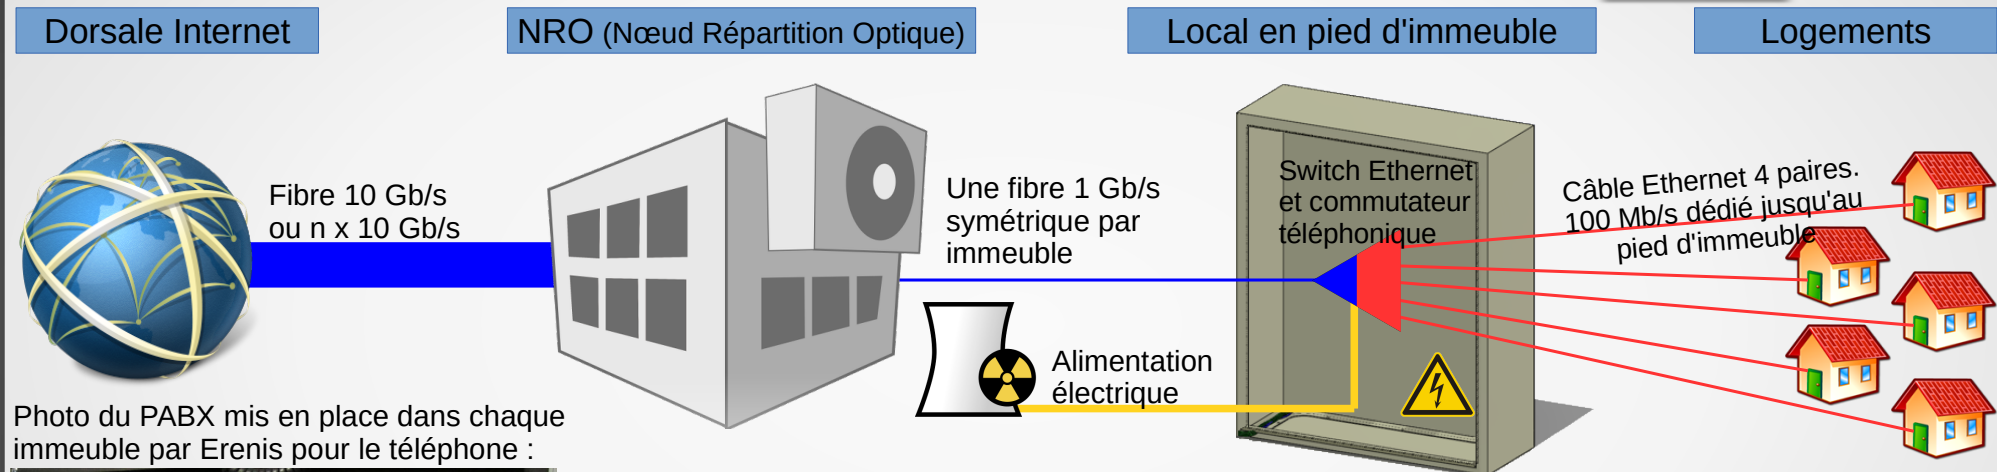 Dorsale Internet
NRO (Nœud Répartition Optique)
Local en pied d'immeuble
Logements
Fibre 10 Gb/s
ou n x 10 Gb/s
Une fibre 1 Gb/s
symétrique par
immeuble
Switch Ethernet
et commutateur
téléphonique
Câble Ethernet 4 paires.
100 Mb/s dédié jusqu'au
pied d'immeuble
Alimentation
électrique
Photo du PABX mis en place dans chaque
immeuble par Erenis pour le téléphone :